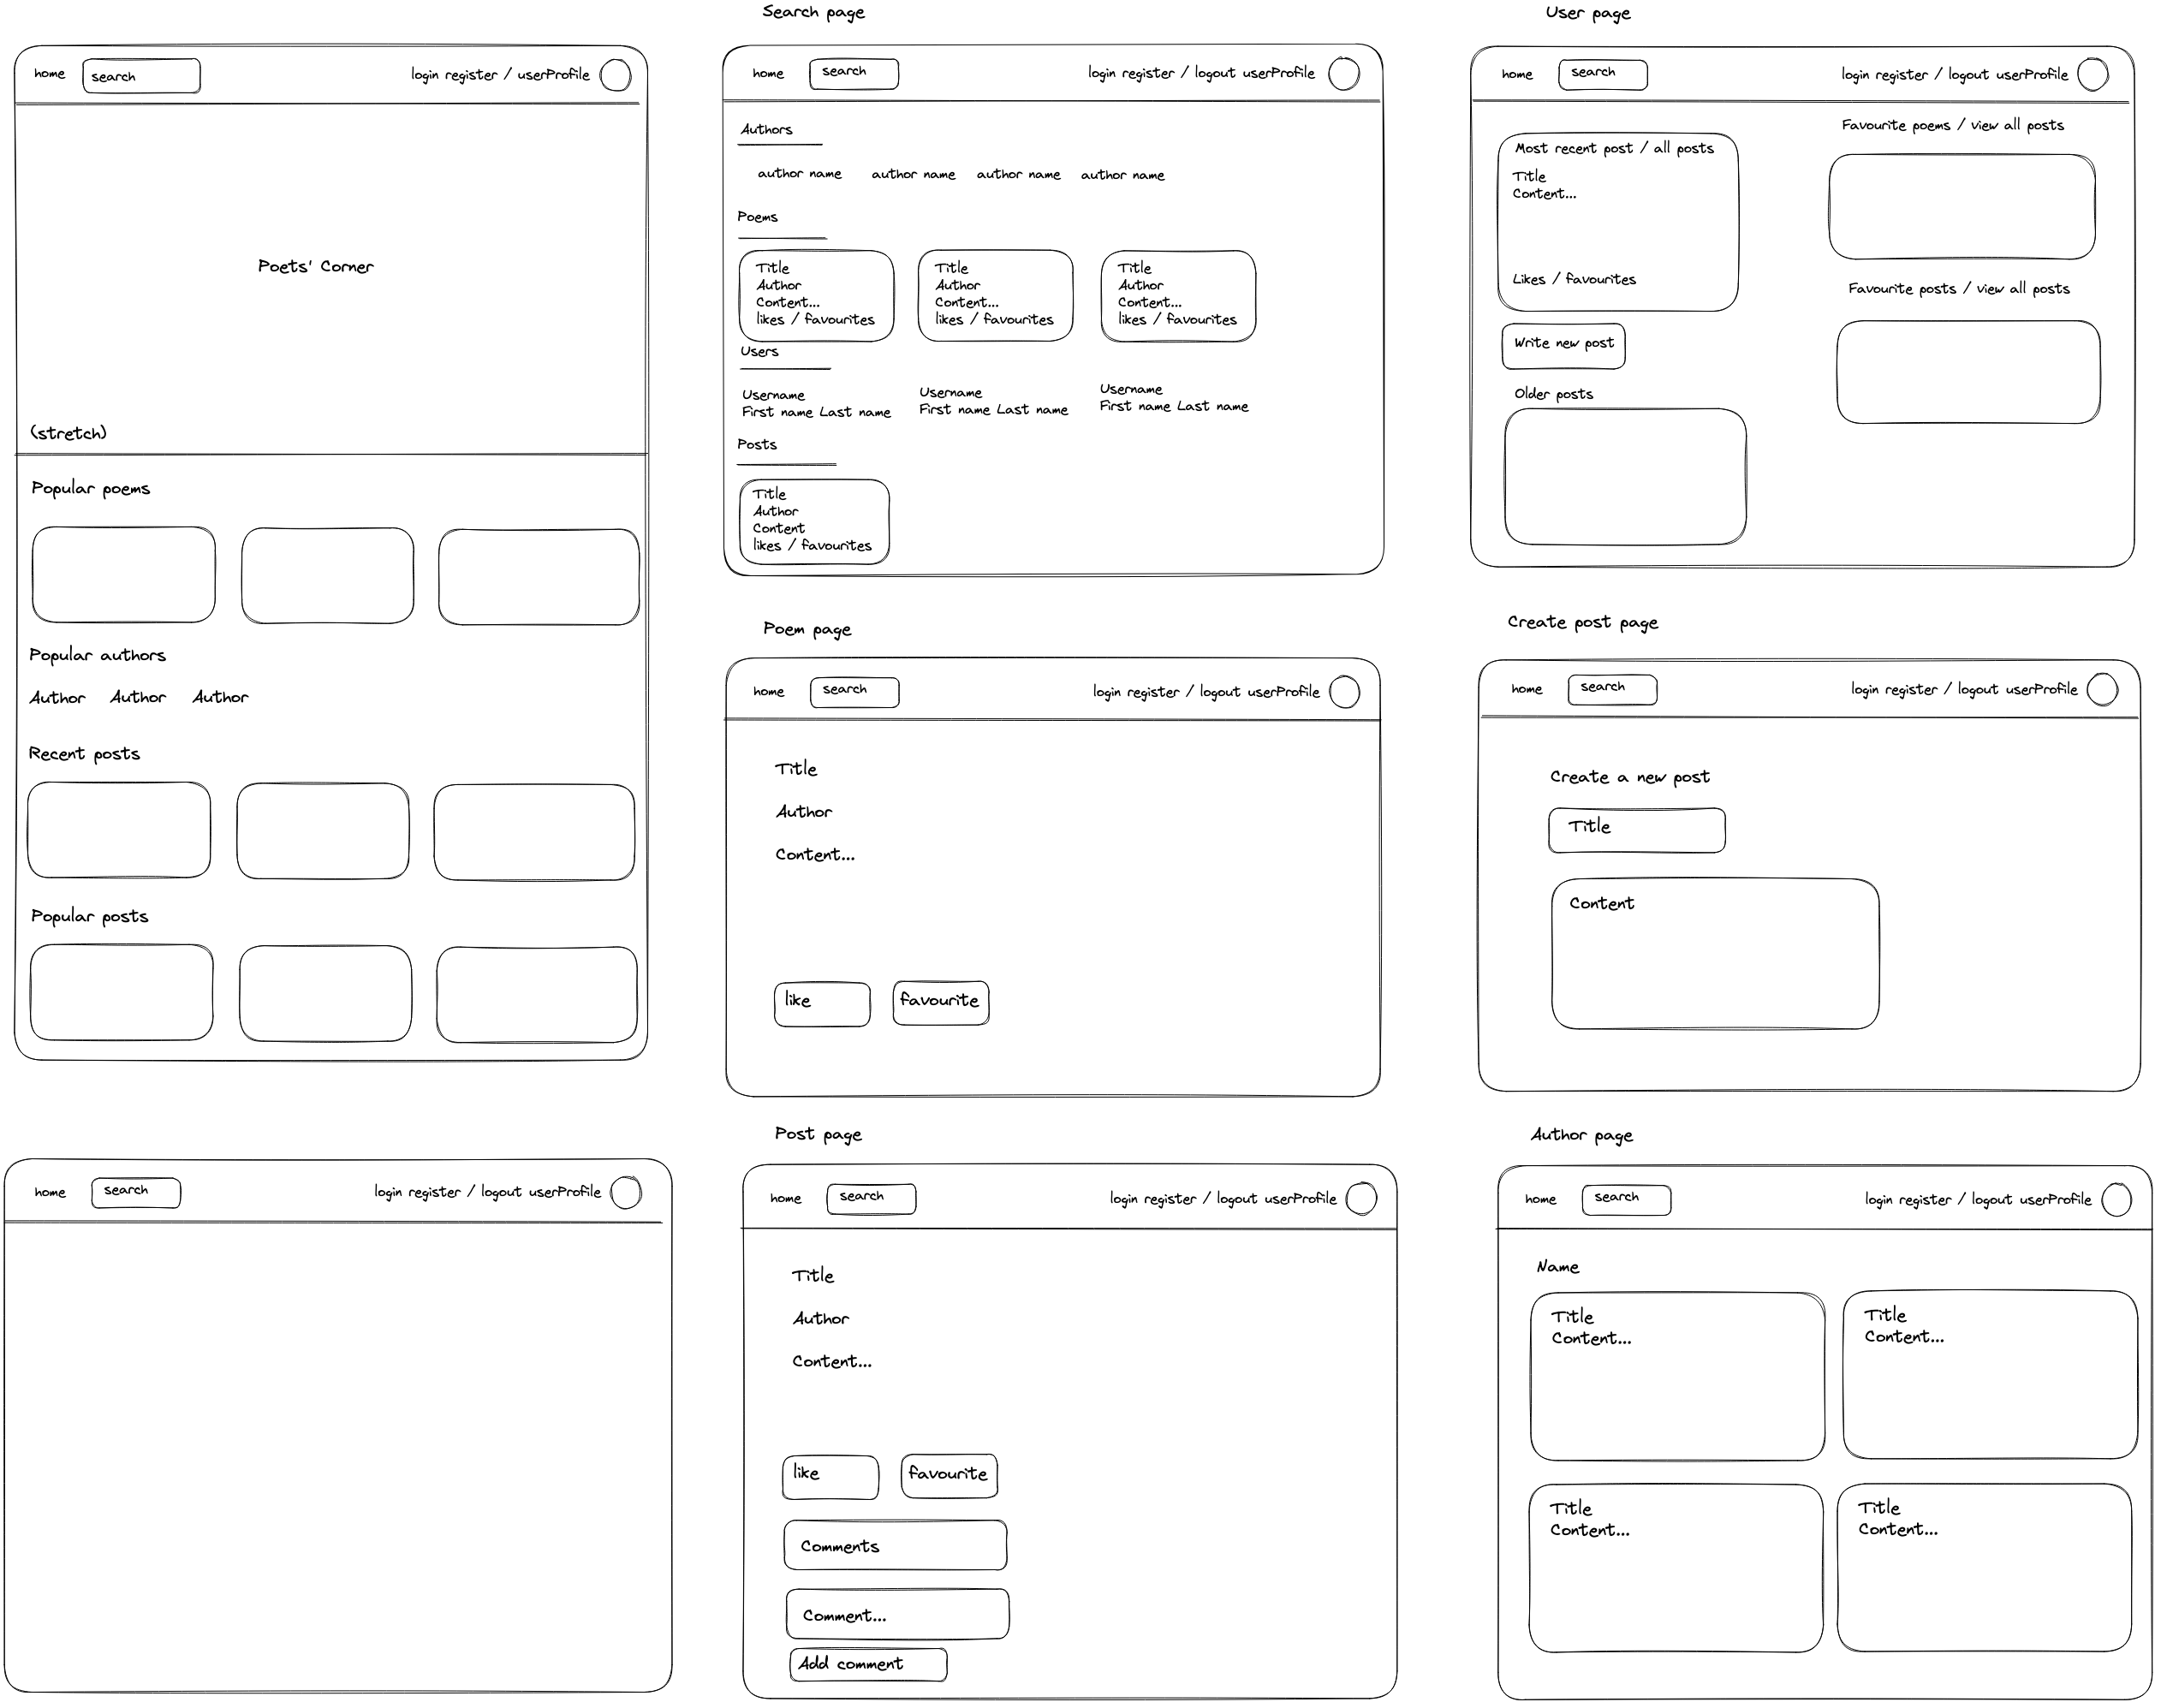 home search login register / userProfile
Poets' Corner
(stretch)
Popular poems
Popular authors
Author Author Author
Recent posts
Popular posts
Search page
home search login register / logout userProfile
Authors
author name author name author name author name
Poems
Title Title Title
Author Author Author
Content... Content... Content...
likes / favourites likes / favourites likes / favourites
Users
Username Username Username
First name Last name First name Last name First name Last name
Posts
Title
Author
Content
likes / favourites
User page
home search login register / logout userProfile
Most recent post / all posts
Title
Content...
Likes / favourites
Write new post
Older posts
Favourite poems / view all posts
Favourite posts / view all posts
Poem page
home search login register / logout userProfile
Title
Author
Content...
like favourite
Create post page
home search login register / logout userProfile
Create a new post
Title
Content
home search login register / logout userProfile
Post page
home search login register / logout userProfile
Title
Author
Content...
like favourite
Comments
Comment...
Add comment
Author page
home search login register / logout userProfile
Name
Title Title
Content... Content...
Title Title
Content... Content...